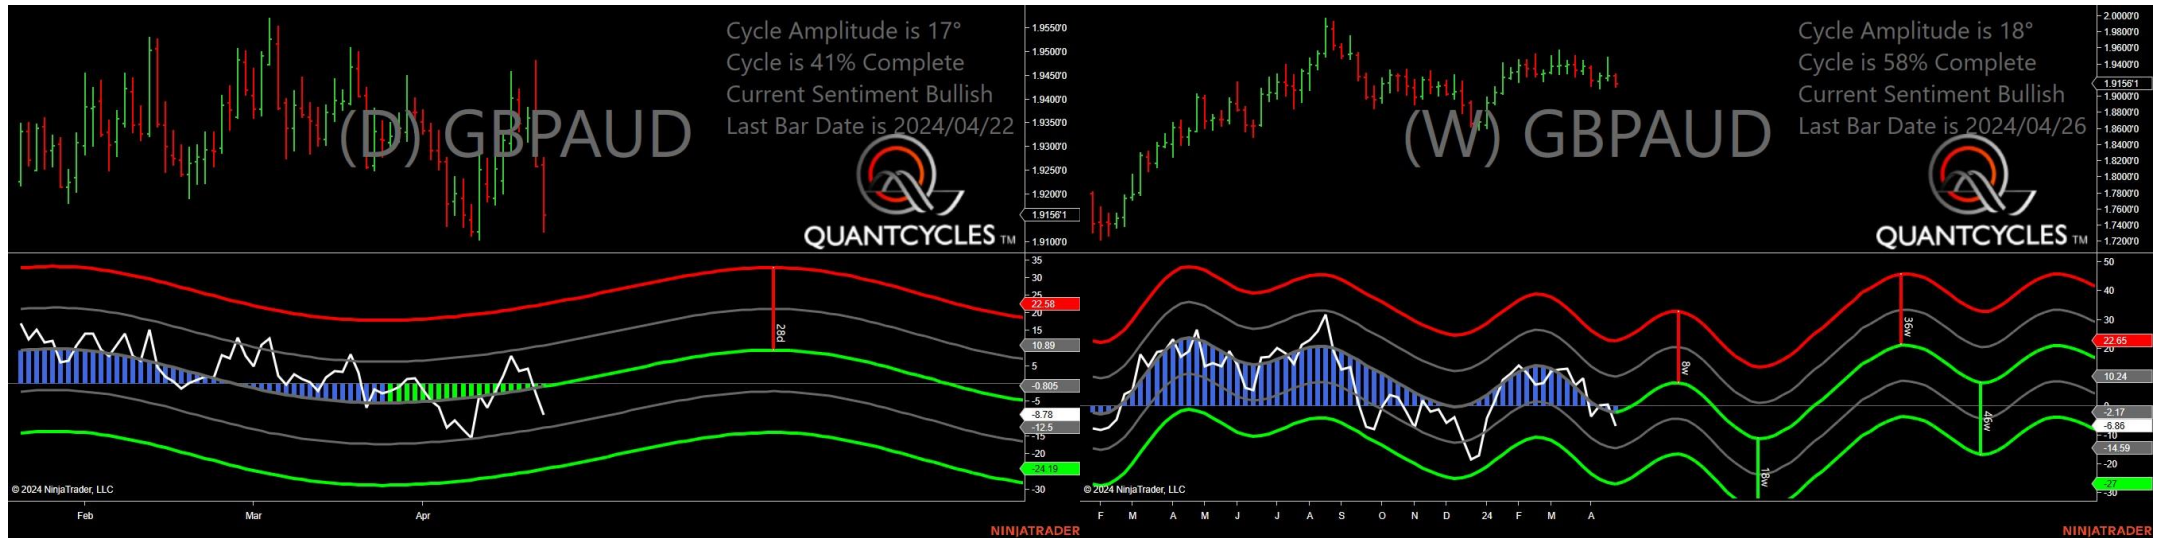 Cycle Amplitude is 17°
Cycle is 41% Complete
Current Sentiment Bullish
Last Bar Date is 2024/04/22
(D) GBPAUD
QUANTCYCLES TM
1.9550'0
1.9500'0
1.9450'0
1.9400'0
1.9350'0
1.9300'0
1.9250'0
1.9200'0
1.9156'1
1.9100'0
35
30
25
22.58
20
15
10.89
5
-0.805
-5
-8.78
-12.5
-15
-20
-24.19
-30
28d
© 2024 NinjaTrader, LLC
Feb Mar Apr
NINJATRADER
Cycle Amplitude is 18°
Cycle is 58% Complete
Current Sentiment Bullish
Last Bar Date is 2024/04/26
(W) GBPAUD
QUANTCYCLES TM
2.0000'0
1.9800'0
1.9600'0
1.9400'0
1.9156'1
1.9000'0
1.8800'0
1.8600'0
1.8400'0
1.8200'0
1.8000'0
1.7800'0
1.7600'0
1.7400'0
1.7200'0
50
40
30
22.65
20
10.24
-2.17
-6.86
-10
-14.59
-20
-27
-30
8w
18w
36w
46w
© 2024 NinjaTrader, LLC
F M A M J J A S O N D 24 F M A
NINJATRADER